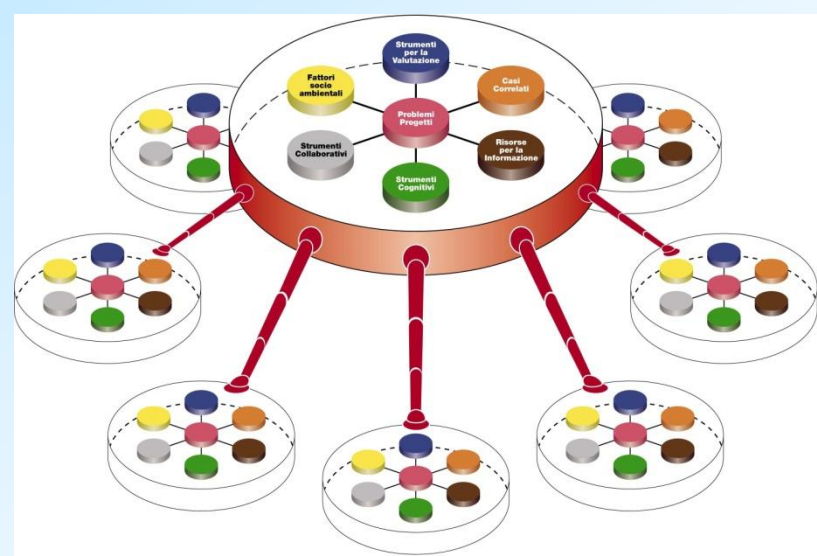 Strumenti
per la
Valutazione
Fattori
socio
ambientali
Casi
Correlati
Problemi
Progetti
Strumenti
Collaborativi
Risorse
per la
Informazione
Strumenti
Cognitivi